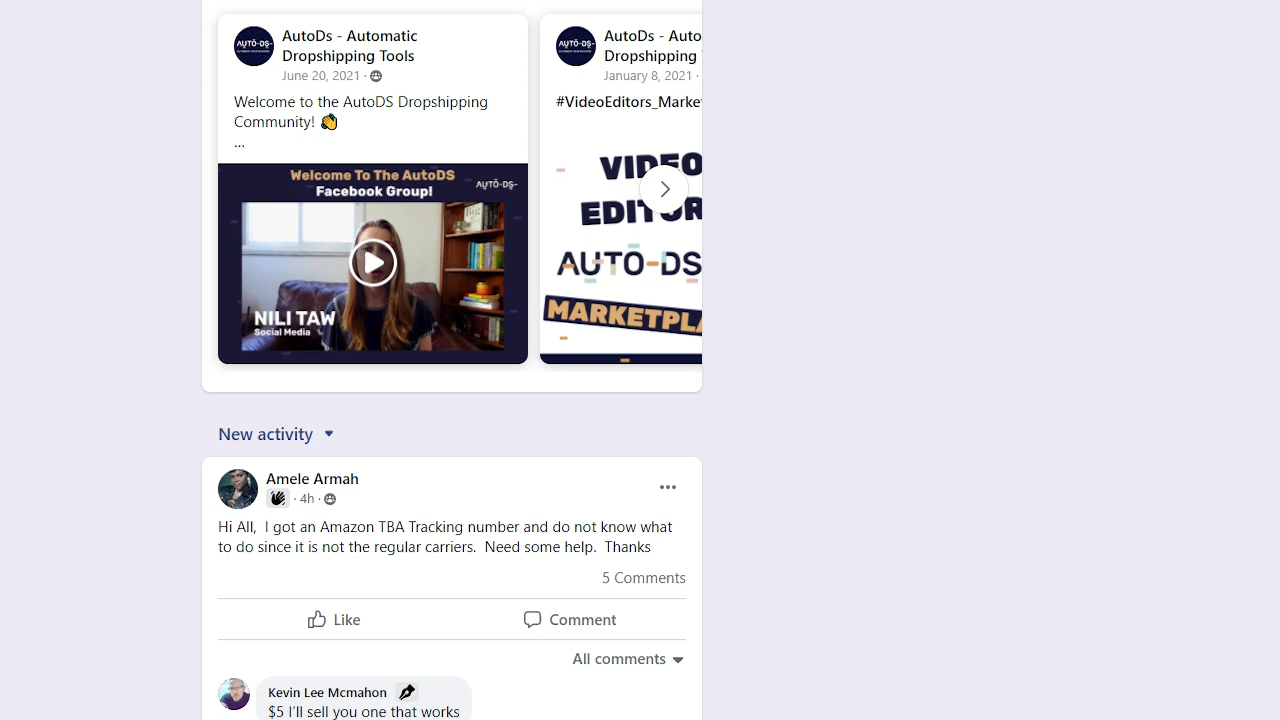 AutoDs - Automatic
Dropshipping Tools
June 20, 2021 ·
Welcome to the AutoDS Dropshipping
Community! 👏
...
Welcome To The AutoDS
Facebook Group!
AUTO-DS-
NILI TAW
Social Media
AutoDs - Auto
Dropshipping
January 8, 2021 ·
#VideoEditors_Marke
VIDEO
EDITOR
AUTO-DS
MARKETPLA
New activity
Amele Armah
· 4h ·
Hi All, I got an Amazon TBA Tracking number and do not know what
to do since it is not the regular carriers. Need some help. Thanks
5 Comments
Like
Comment
All comments
Kevin Lee Mcmahon
$5 I'll sell you one that works